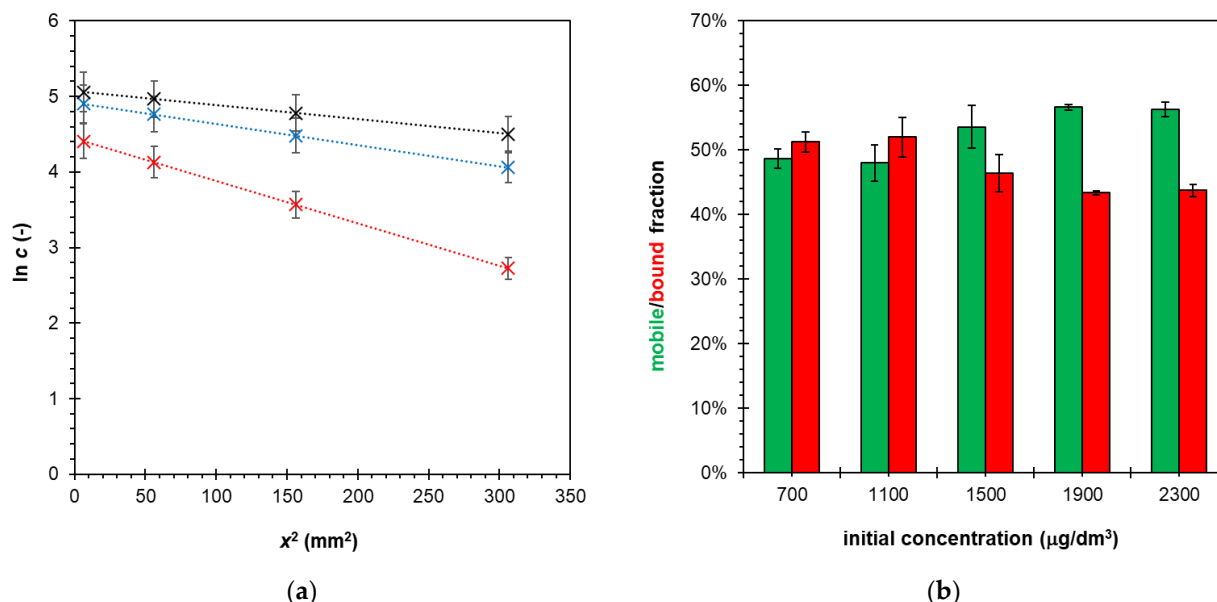 6
5
4
3
2
1
0
ln c (-)
0 50 100 150 200 250 300 350
x² (mm²)
(a)
70%
60%
50%
40%
30%
20%
10%
0%
mobile/bound fraction
700 1100 1500 1900 2300
initial concentration (μg/dm³)
(b)